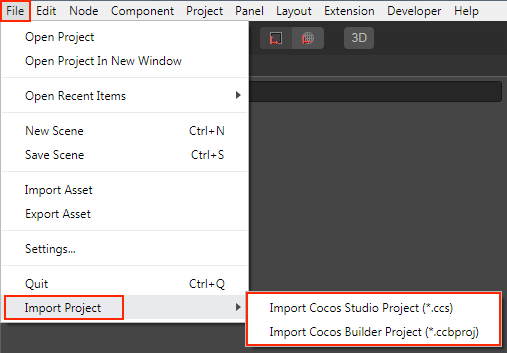 File Edit Node Component Project Panel Layout Extension Developer Help
3D
Open Project
Open Project In New Window
Open Recent Items
New Scene Ctrl+N
Save Scene Ctrl+S
Import Asset
Export Asset
Settings...
Quit Ctrl+Q
Import Project
Import Cocos Studio Project (*.ccs)
Import Cocos Builder Project (*.ccbproj)